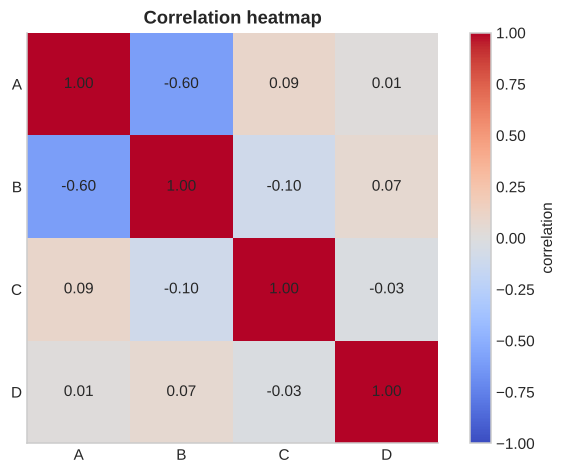 Correlation heatmap
A 1.00 -0.60 0.09 0.01
B -0.60 1.00 -0.10 0.07
C 0.09 -0.10 1.00 -0.03
D 0.01 0.07 -0.03 1.00
A B C D
1.00
0.75
0.50
0.25
0.00
−0.25
−0.50
−0.75
−1.00
correlation